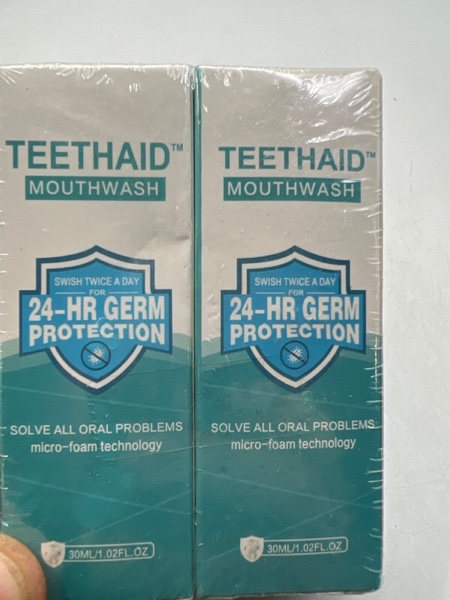 TEETHAID™
MOUTHWASH
SWISH TWICE A DAY
FOR
24-HR GERM
PROTECTION
SOLVE ALL ORAL PROBLEMS
micro-foam technology
30ML/1.02FL.OZ
TEETHAID™
MOUTHWASH
SWISH TWICE A DAY
FOR
24-HR GERM
PROTECTION
SOLVE ALL ORAL PROBLEMS
micro-foam technology
30ML/1.02FL.OZ